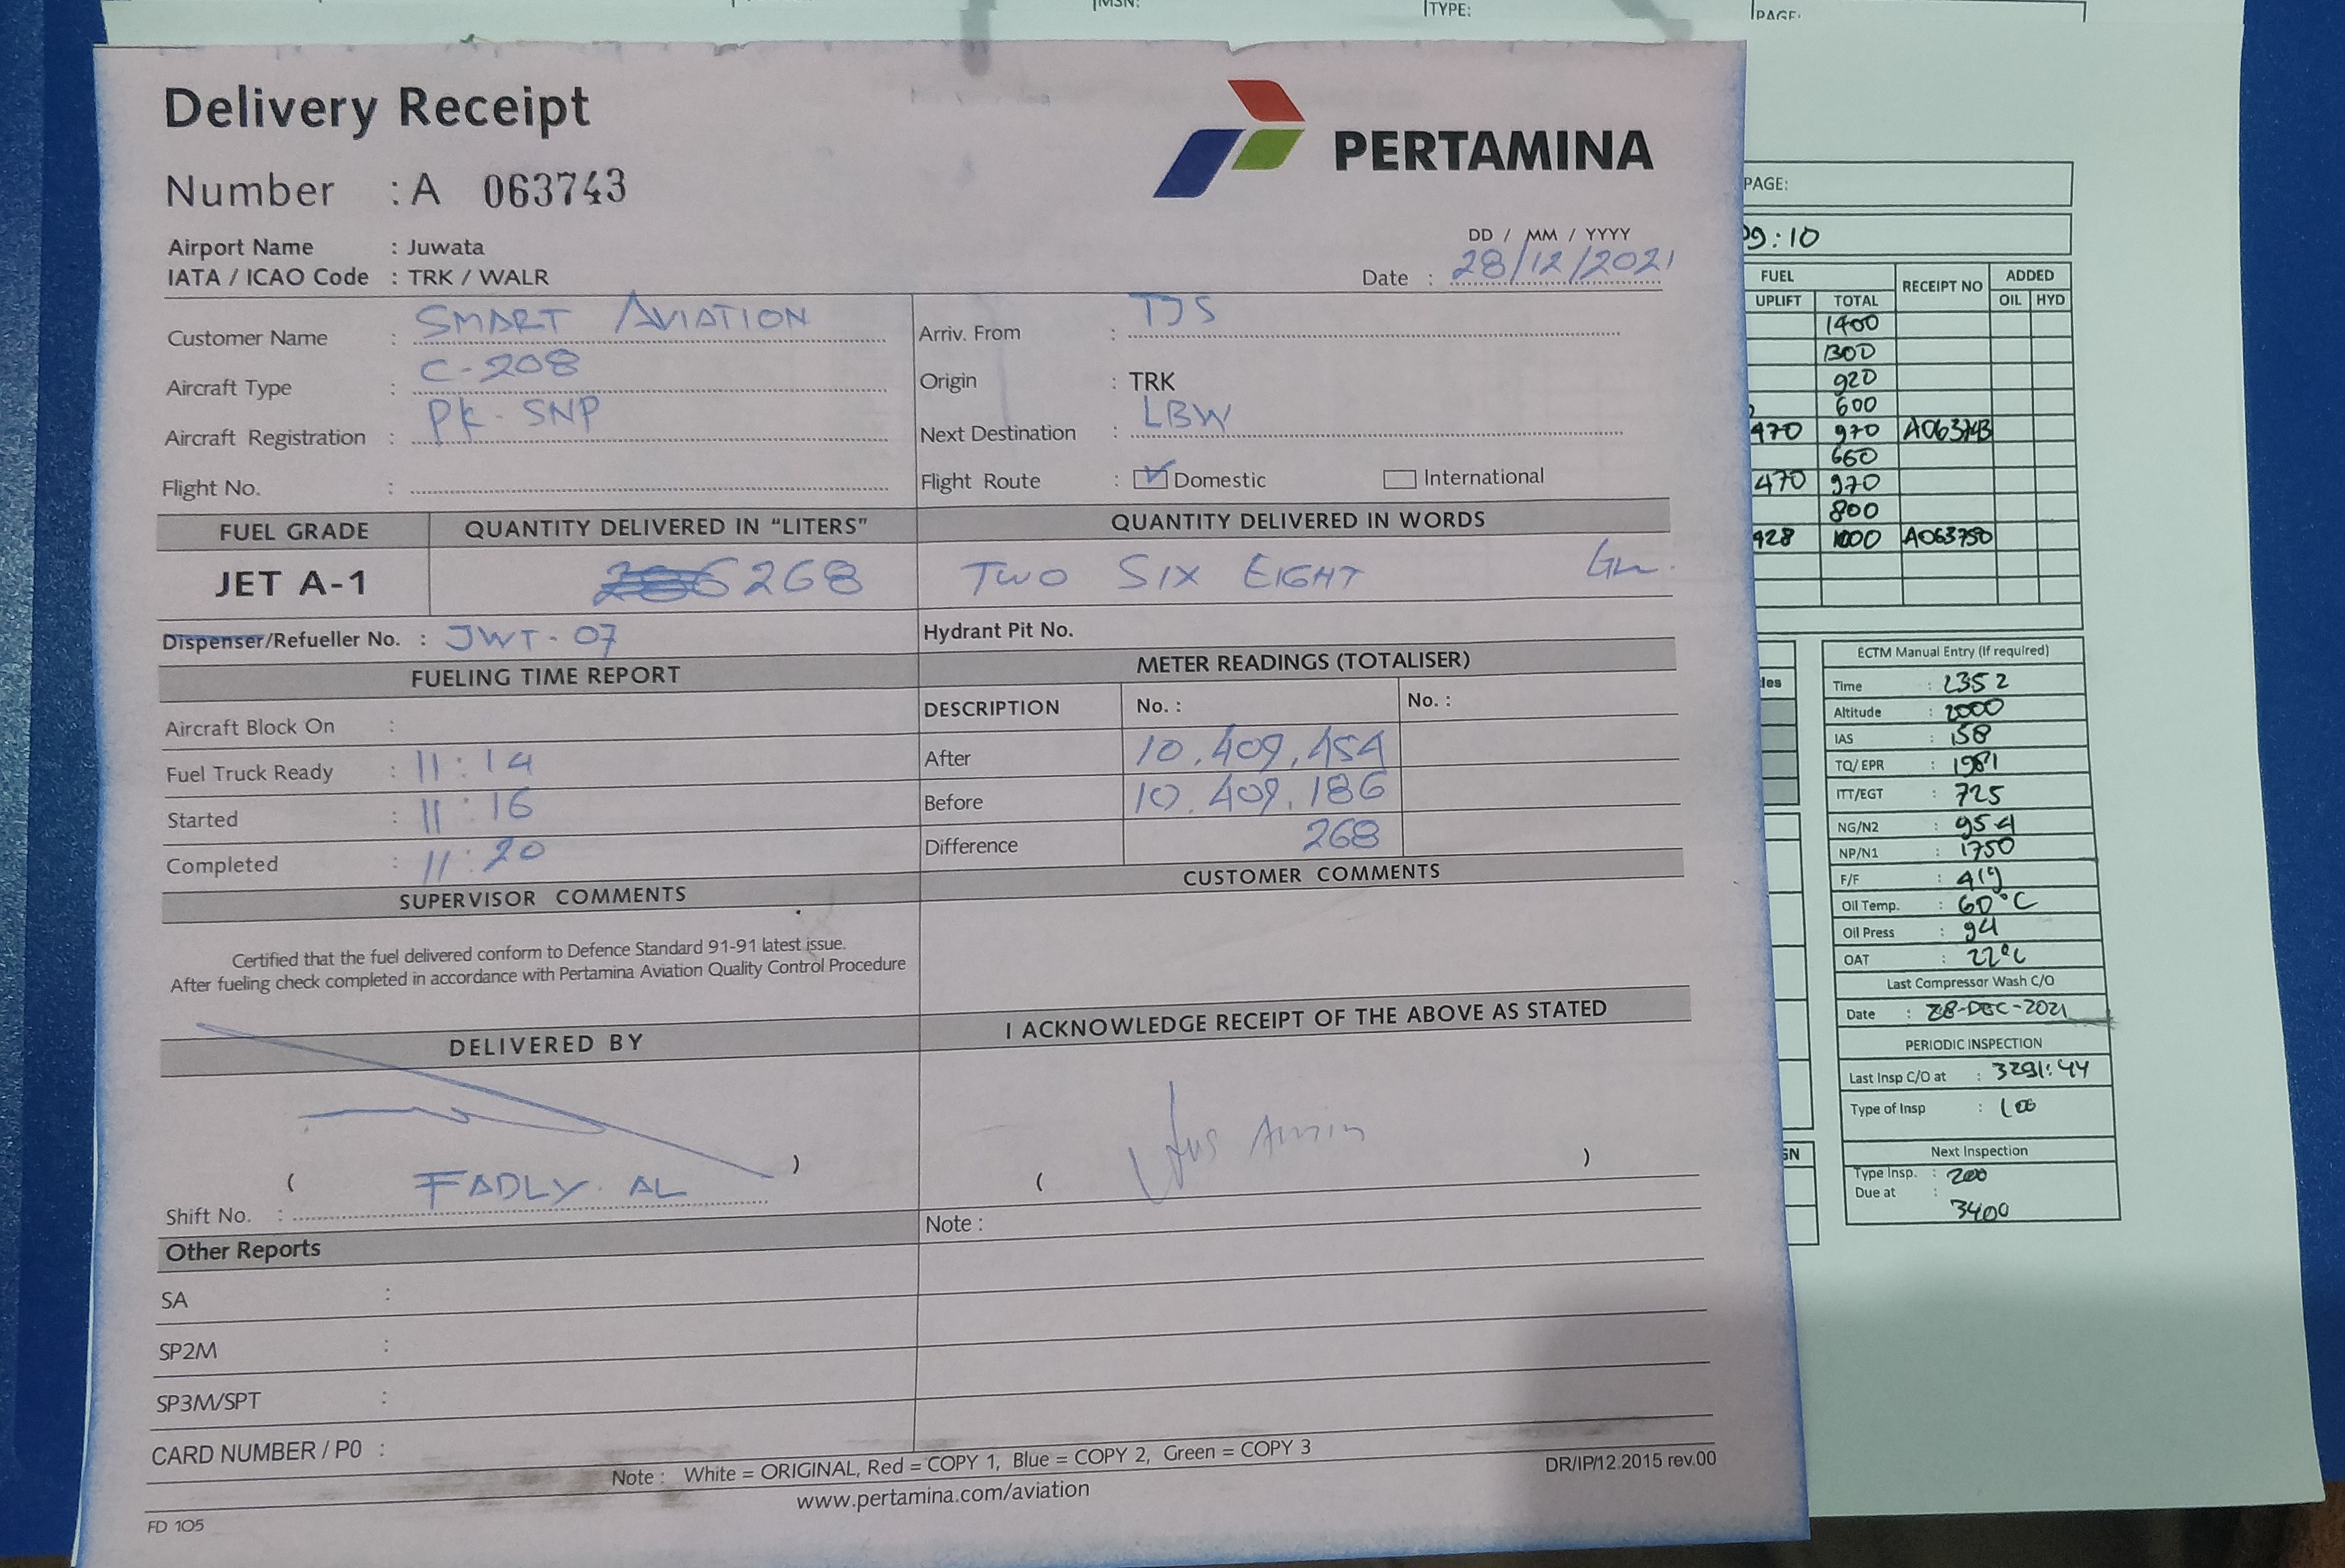 MSN:
TYPE:
PAGE:
Delivery Receipt
PERTAMINA
Number : A 063743
DD / MM / YYYY
Airport Name : Juwata
IATA / ICAO Code : TRK / WALR
Date : 28/12/2021
Customer Name : SMART AVIATION
Arriv. From : TJS
Aircraft Type : C-208
Origin : TRK
Aircraft Registration : PK-SNP
Next Destination : LBW
Flight No. :
Flight Route : Domestic International
FUEL GRADE QUANTITY DELIVERED IN "LITERS" QUANTITY DELIVERED IN WORDS
JET A-1 268 TWO SIX EIGHT
Dispenser/Refueller No. : JWT-07
Hydrant Pit No.
FUELING TIME REPORT
METER READINGS (TOTALISER)
DESCRIPTION No. : No. :
Aircraft Block On :
Fuel Truck Ready : 11:14
After 10.409.454
Started : 11:16
Before 10.409.186
Completed : 11:20
Difference 268
SUPERVISOR COMMENTS
CUSTOMER COMMENTS
Certified that the fuel delivered conform to Defence Standard 91-91 latest issue.
After fueling check completed in accordance with Pertamina Aviation Quality Control Procedure
DELIVERED BY
I ACKNOWLEDGE RECEIPT OF THE ABOVE AS STATED
( FADLY. AL )
( )
Shift No. :
Note :
Other Reports
SA :
SP2M :
SP3M/SPT :
CARD NUMBER / P0 :
Note : White = ORIGINAL, Red = COPY 1, Blue = COPY 2, Green = COPY 3
DR/IP/12.2015 rev.00
www.pertamina.com/aviation
FD 105
PAGE:
09:10
FUEL RECEIPT NO ADDED
UPLIFT TOTAL OIL HYD
1400
1300
920
600
470 970 A063743
660
470 970
800
428 1000 A063750
ECTM Manual Entry (If required)
Time : 2352
Altitude : 2000
IAS : 158
TQ/ EPR : 1981
ITT/EGT : 725
NG/N2 : 95.4
NP/N1 : 1750
F/F : 419
Oil Temp. : 60°C
Oil Press : 94
OAT : 22°C
Last Compressor Wash C/O
Date : 28-DEC-2021
PERIODIC INSPECTION
Last Insp C/O at : 3291:44
Type of Insp : 100
Next Inspection
Type Insp. : 200
Due at :
3400